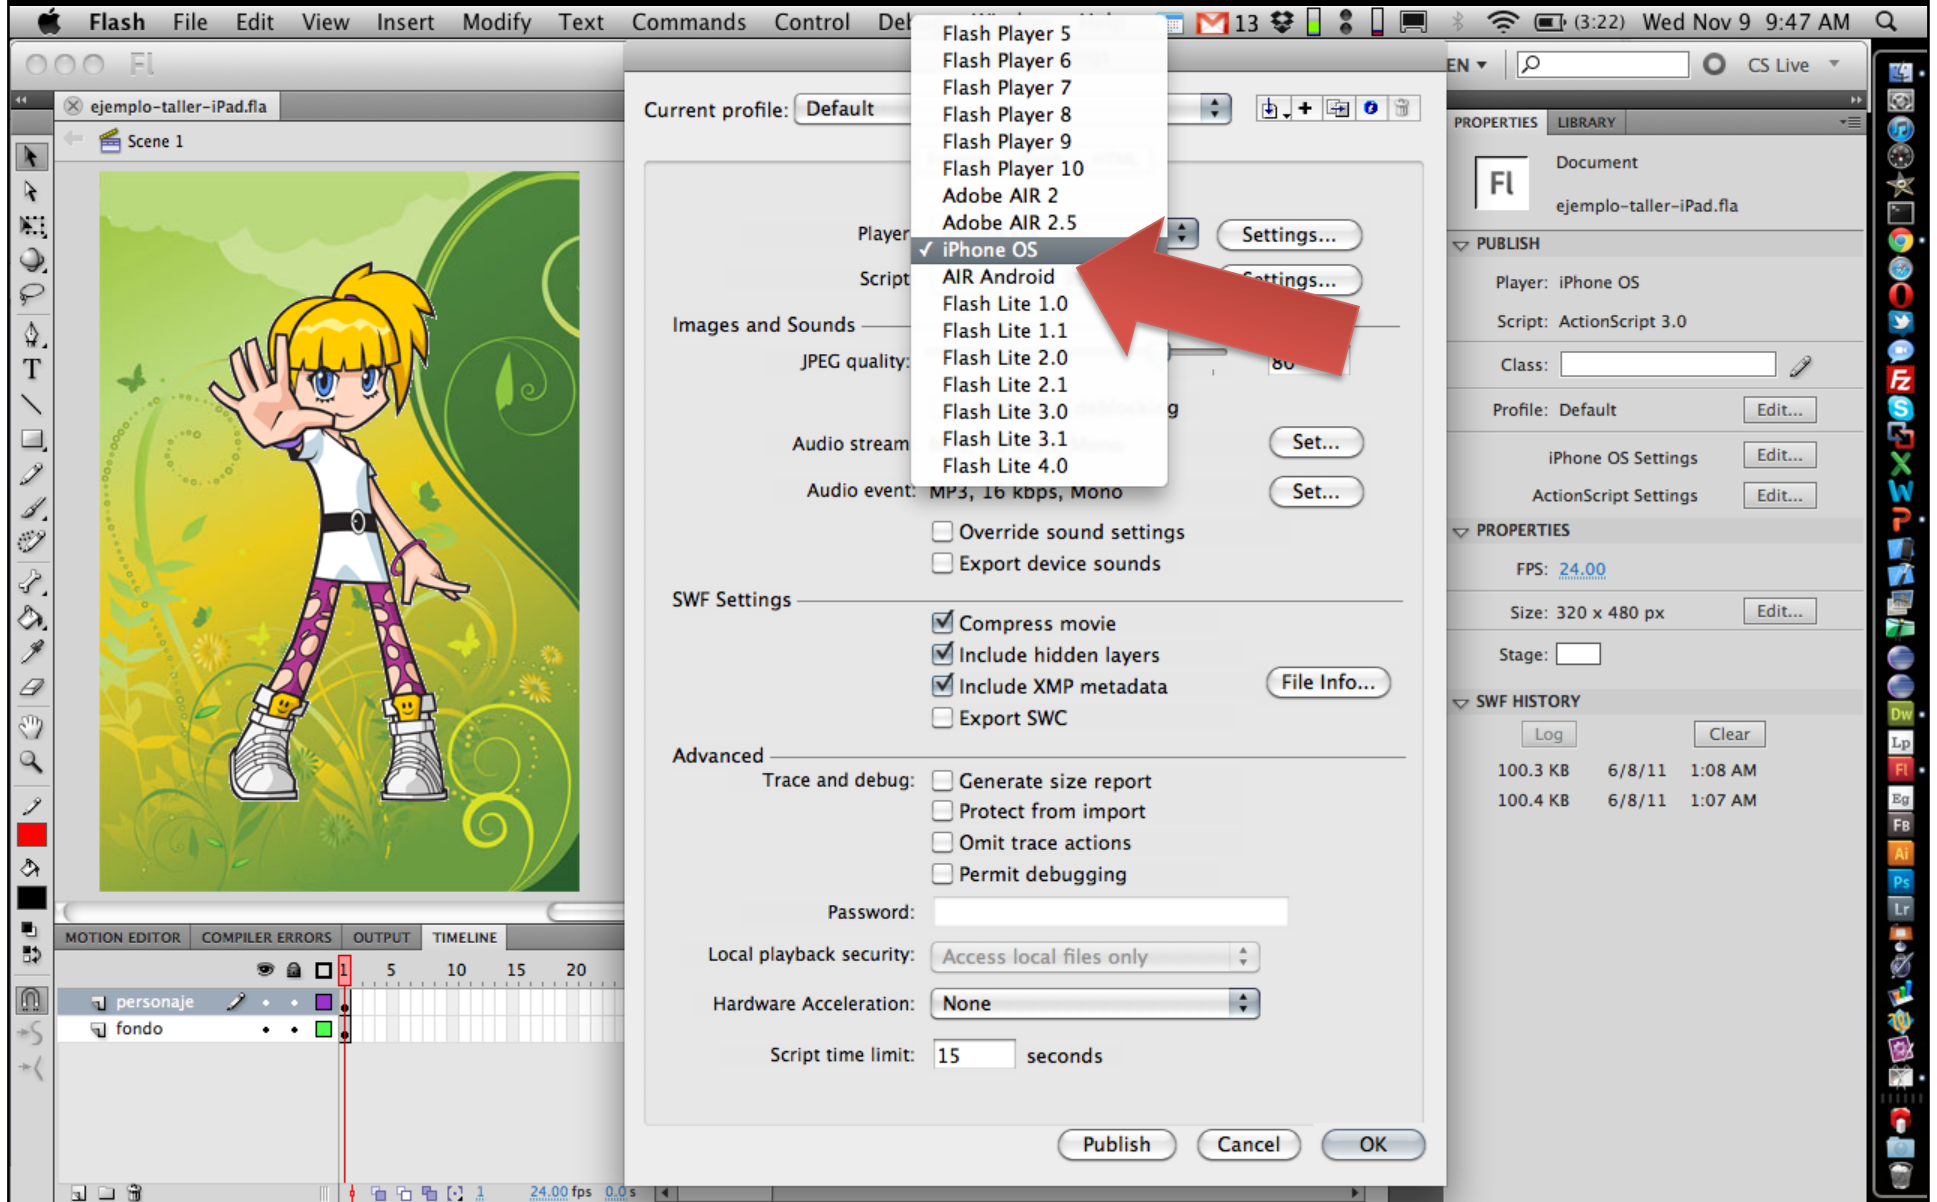 Flash File Edit View Insert Modify Text Commands Control 13 (3:22) Wed Nov 9 9:47 AM
EN CS Live
ejemplo-taller-iPad.fla
Scene 1
Current profile: Default
Flash Player 5
Flash Player 6
Flash Player 7
Flash Player 8
Flash Player 9
Flash Player 10
Adobe AIR 2
Adobe AIR 2.5
✓ iPhone OS
AIR Android
Flash Lite 1.0
Flash Lite 1.1
Flash Lite 2.0
Flash Lite 2.1
Flash Lite 3.0
Flash Lite 3.1
Flash Lite 4.0
Player Settings...
Script Settings...
Images and Sounds
JPEG quality: 80
Audio stream Set...
Audio event: MP3, 16 kbps, Mono Set...
Override sound settings
Export device sounds
SWF Settings
Compress movie
Include hidden layers
Include XMP metadata
File Info...
Export SWC
Advanced
Trace and debug: Generate size report
Protect from import
Omit trace actions
Permit debugging
Password:
Local playback security: Access local files only
Hardware Acceleration: None
Script time limit: 15 seconds
Publish Cancel OK
PROPERTIES LIBRARY
Fl
Document
ejemplo-taller-iPad.fla
PUBLISH
Player: iPhone OS
Script: ActionScript 3.0
Class:
Profile: Default Edit...
iPhone OS Settings Edit...
ActionScript Settings Edit...
PROPERTIES
FPS: 24.00
Size: 320 x 480 px Edit...
Stage:
SWF HISTORY
Log Clear
100.3 KB 6/8/11 1:08 AM
100.4 KB 6/8/11 1:07 AM
MOTION EDITOR COMPILER ERRORS OUTPUT TIMELINE
1 5 10 15 20
personaje
fondo
1 24.00 fps 0.0 s
Dw
Lp
Fl
Eg
FB
Ai
Ps
Lr